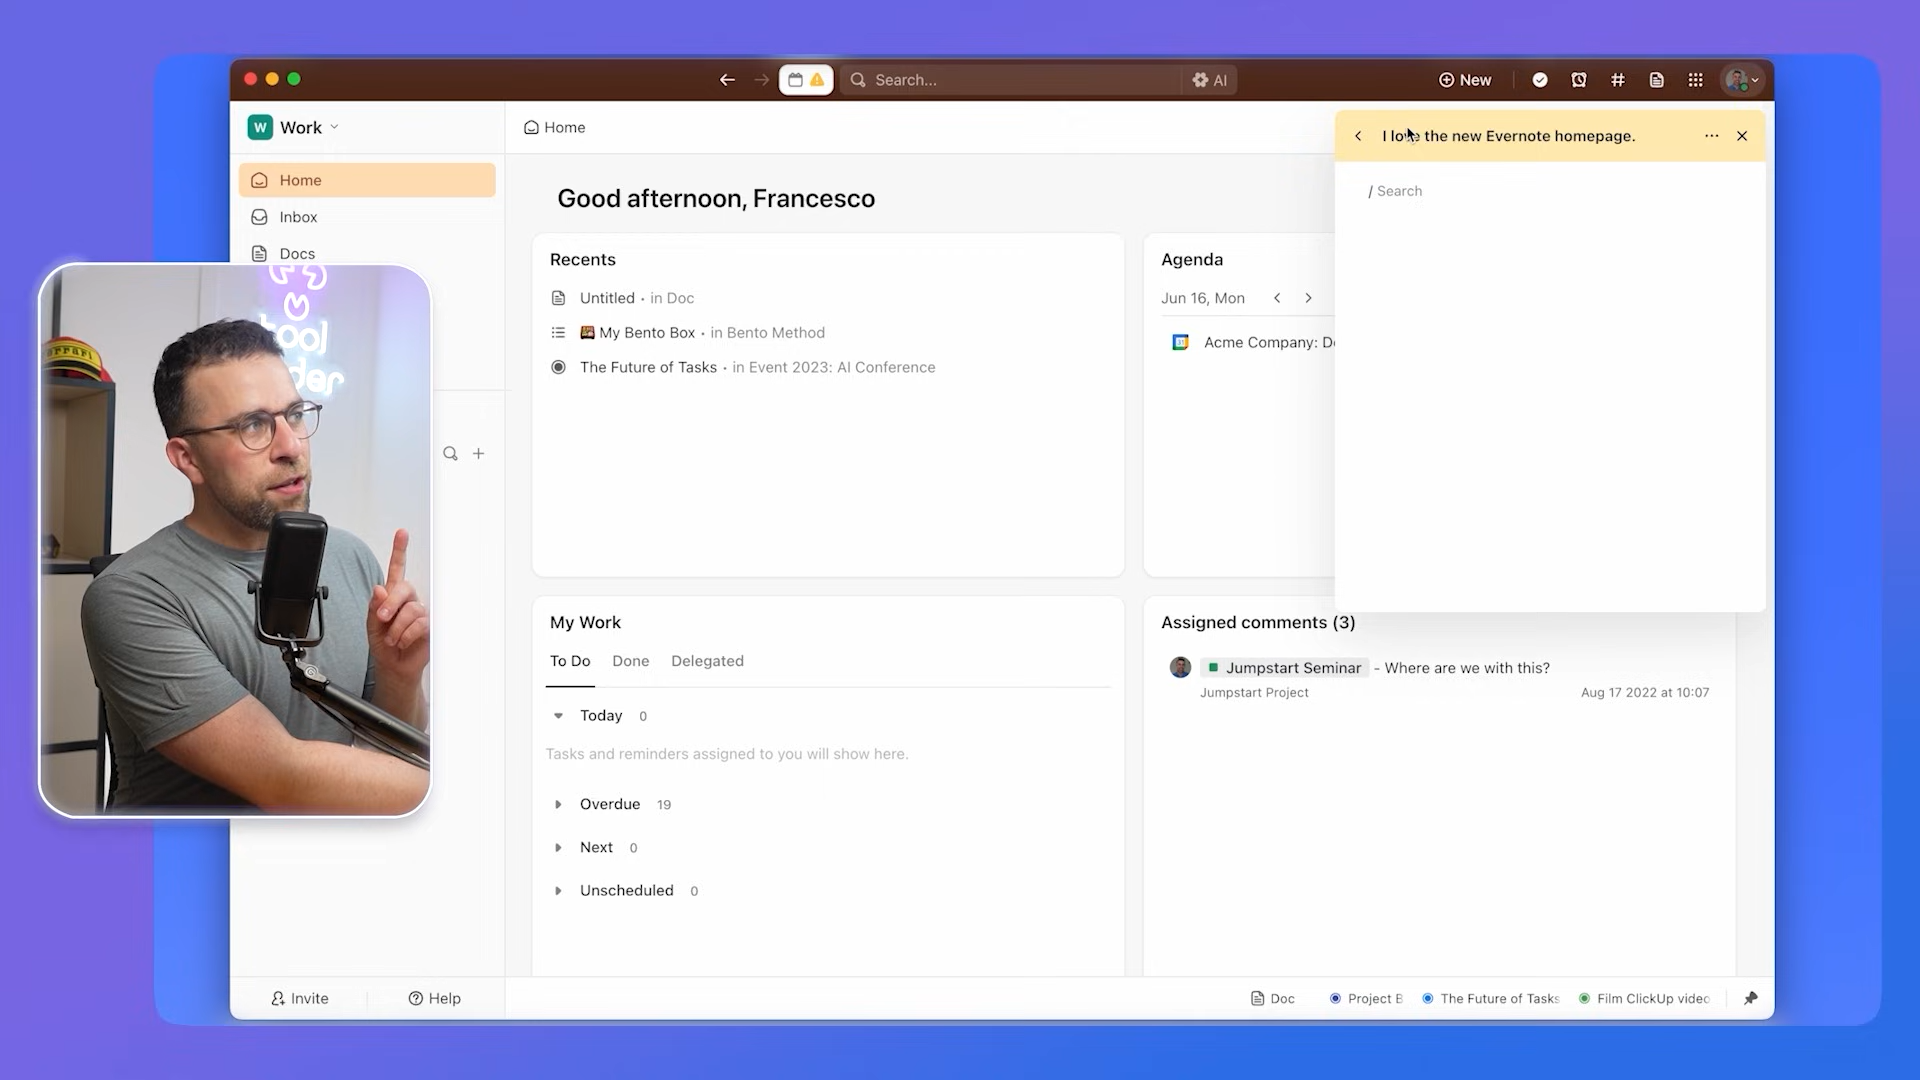 Search...
AI
New
W Work
Home
I love the new Evernote homepage.
/ Search
Home
Inbox
Docs
Good afternoon, Francesco
Recents
Untitled • in Doc
My Bento Box • in Bento Method
The Future of Tasks • in Event 2023: AI Conference
Agenda
Jun 16, Mon
31
Acme Company: De
Ferrari
My Work
To Do Done Delegated
Today 0
Tasks and reminders assigned to you will show here.
Overdue 19
Next 0
Unscheduled 0
Assigned comments (3)
Jumpstart Seminar - Where are we with this?
Jumpstart Project
Aug 17 2022 at 10:07
Invite
Help
Doc
Project B
The Future of Tasks
Film ClickUp video